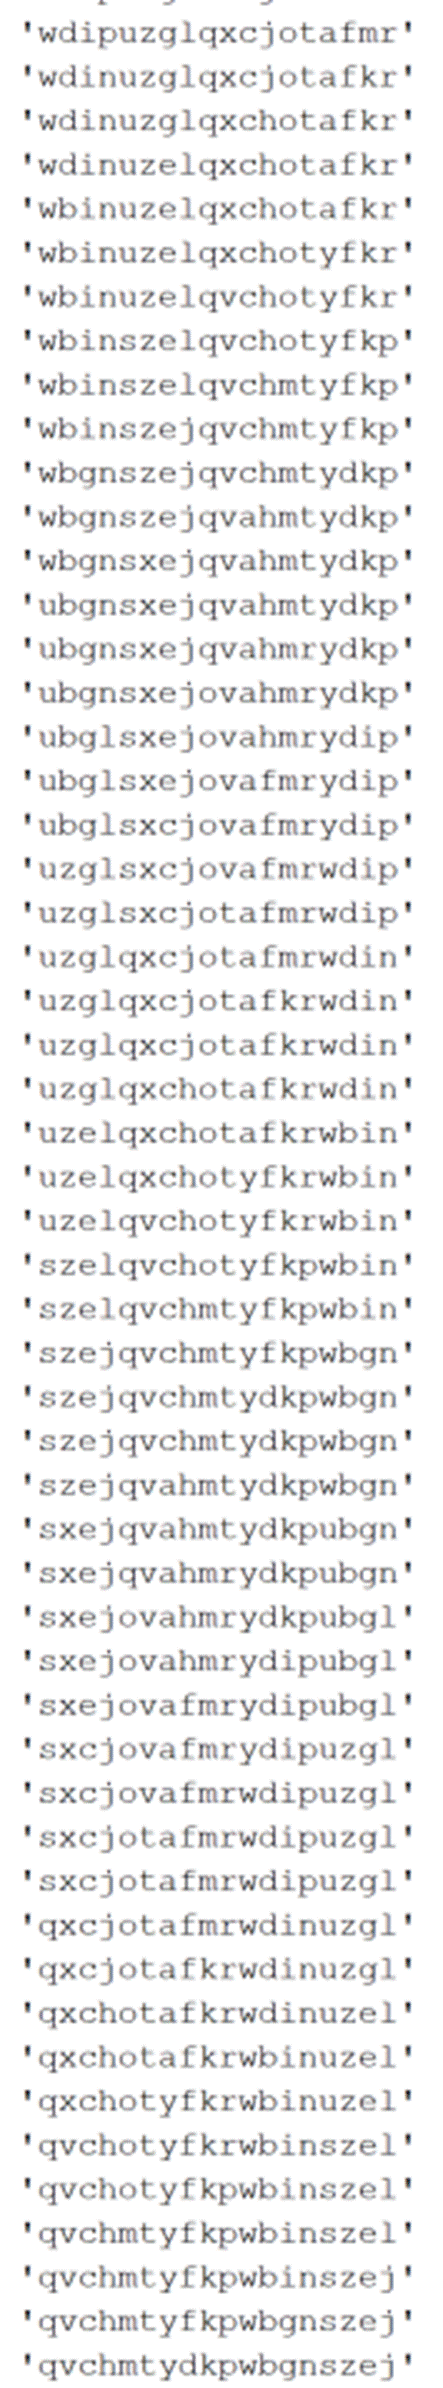 'wdipuzglqxcjotafmr'
'wdinuzglqxcjotafkr'
'wdinuzglqxchotafkr'
'wdinuzelqxchotafkr'
'wbinuzelqxchotafkr'
'wbinuzelqxchotyfkr'
'wbinuzelqvchotyfkr'
'wbinszelqvchotyfkp'
'wbinszelqvchmtyfkp'
'wbinszejqvchmtyfkp'
'wbgnszejqvchmtydkp'
'wbgnszejqvahmtydkp'
'wbgnsxejqvahmtydkp'
'ubgnsxejqvahmtydkp'
'ubgnsxejqvahmrydkp'
'ubgnsxejovahmrydkp'
'ubglsxejovahmrydip'
'ubglsxejovafmrydip'
'ubglsxcjovafmrydip'
'uzglsxcjovafmrwdip'
'uzglsxcjotafmrwdip'
'uzglqxcjotafmrwdin'
'uzglqxcjotafkrwdin'
'uzglqxcjotafkrwdin'
'uzglqxchotafkrwdin'
'uzelqxchotafkrwbin'
'uzelqxchotyfkrwbin'
'uzelqvchotyfkrwbin'
'szelqvchotyfkpwbin'
'szelqvchmtyfkpwbin'
'szejqvchmtyfkpwbgn'
'szejqvchmtydkpwbgn'
'szejqvchmtydkpwbgn'
'szejqvahmtydkpwbgn'
'sxejqvahmtydkpubgn'
'sxejqvahmrydkpubgn'
'sxejovahmrydkpubgl'
'sxejovahmrydipubgl'
'sxejovafmrydipubgl'
'sxcjovafmrydipuzgl'
'sxcjovafmrwdipuzgl'
'sxcjotafmrwdipuzgl'
'sxcjotafmrwdipuzgl'
'qxcjotafmrwdinuzgl'
'qxcjotafkrwdinuzgl'
'qxchotafkrwdinuzel'
'qxchotafkrwbinuzel'
'qxchotyfkrwbinuzel'
'qvchotyfkrwbinszel'
'qvchotyfkpwbinszel'
'qvchmtyfkpwbinszel'
'qvchmtyfkpwbinszej'
'qvchmtyfkpwbgnszej'
'qvchmtydkpwbgnszej'